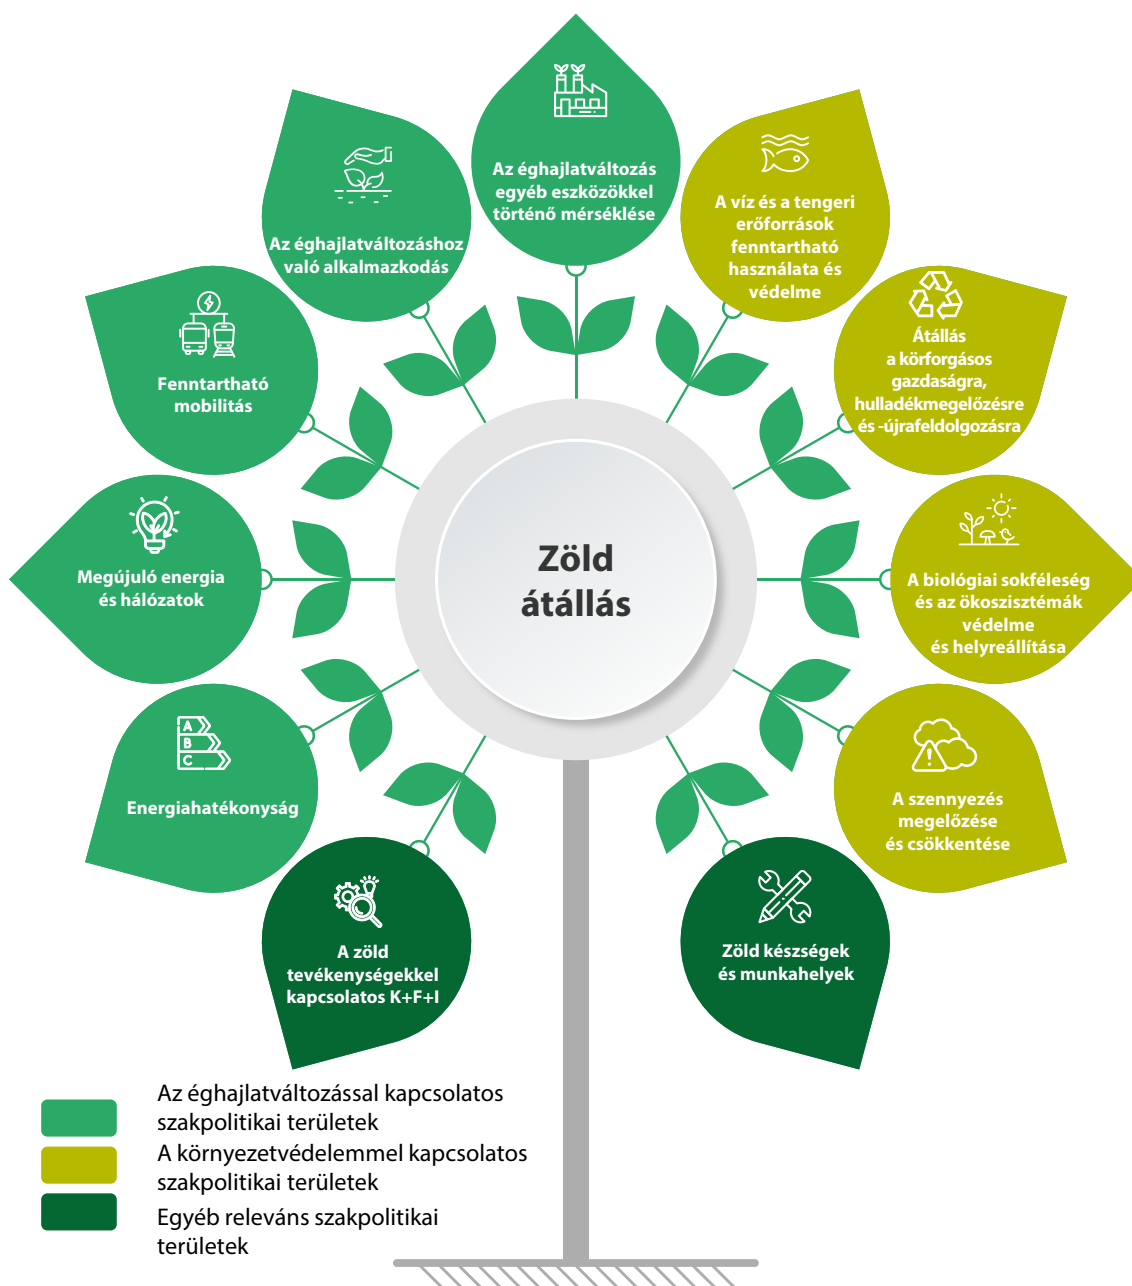 Az éghajlatváltozás
egyéb eszközökkel
történő mérséklése
A víz és a tengeri
erőforrások
fenntartható
használata és
védelme
Az éghajlatváltozáshoz
való alkalmazkodás
Átállás
a körforgásos
gazdaságra,
hulladékmegelőzésre
és -újrafeldolgozásra
Fenntartható
mobilitás
Zöld
átállás
Megújuló energia
és hálózatok
A biológiai sokféleség
és az ökoszisztémák
védelme
és helyreállítása
A
B
C
Energiahatékonyság
A szennyezés
megelőzése
és csökkentése
A zöld
tevékenységekkel
kapcsolatos K+F+I
Zöld készségek
és munkahelyek
Az éghajlatváltozással kapcsolatos
szakpolitikai területek
A környezetvédelemmel kapcsolatos
szakpolitikai területek
Egyéb releváns szakpolitikai
területek